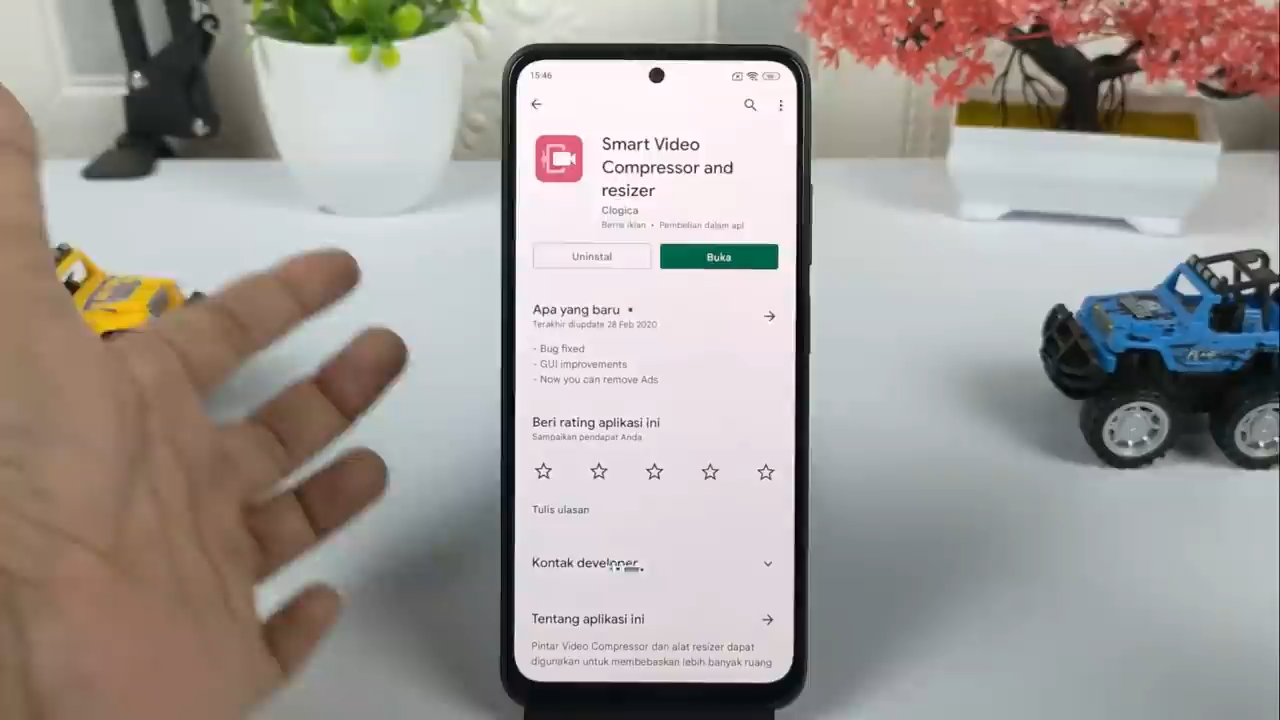 15:46
Smart Video
Compressor and
resizer
Clogica
Berisi iklan • Pembelian dalam apl
Uninstal
Buka
Apa yang baru •
Terakhir diupdate 28 Feb 2020
- Bug fixed
- GUI improvements
- Now you can remove Ads
Beri rating aplikasi ini
Sampaikan pendapat Anda
Tulis ulasan
Kontak developer
Tentang aplikasi ini
Pintar Video Compressor dan alat resizer dapat
digunakan untuk membebaskan lebih banyak ruang